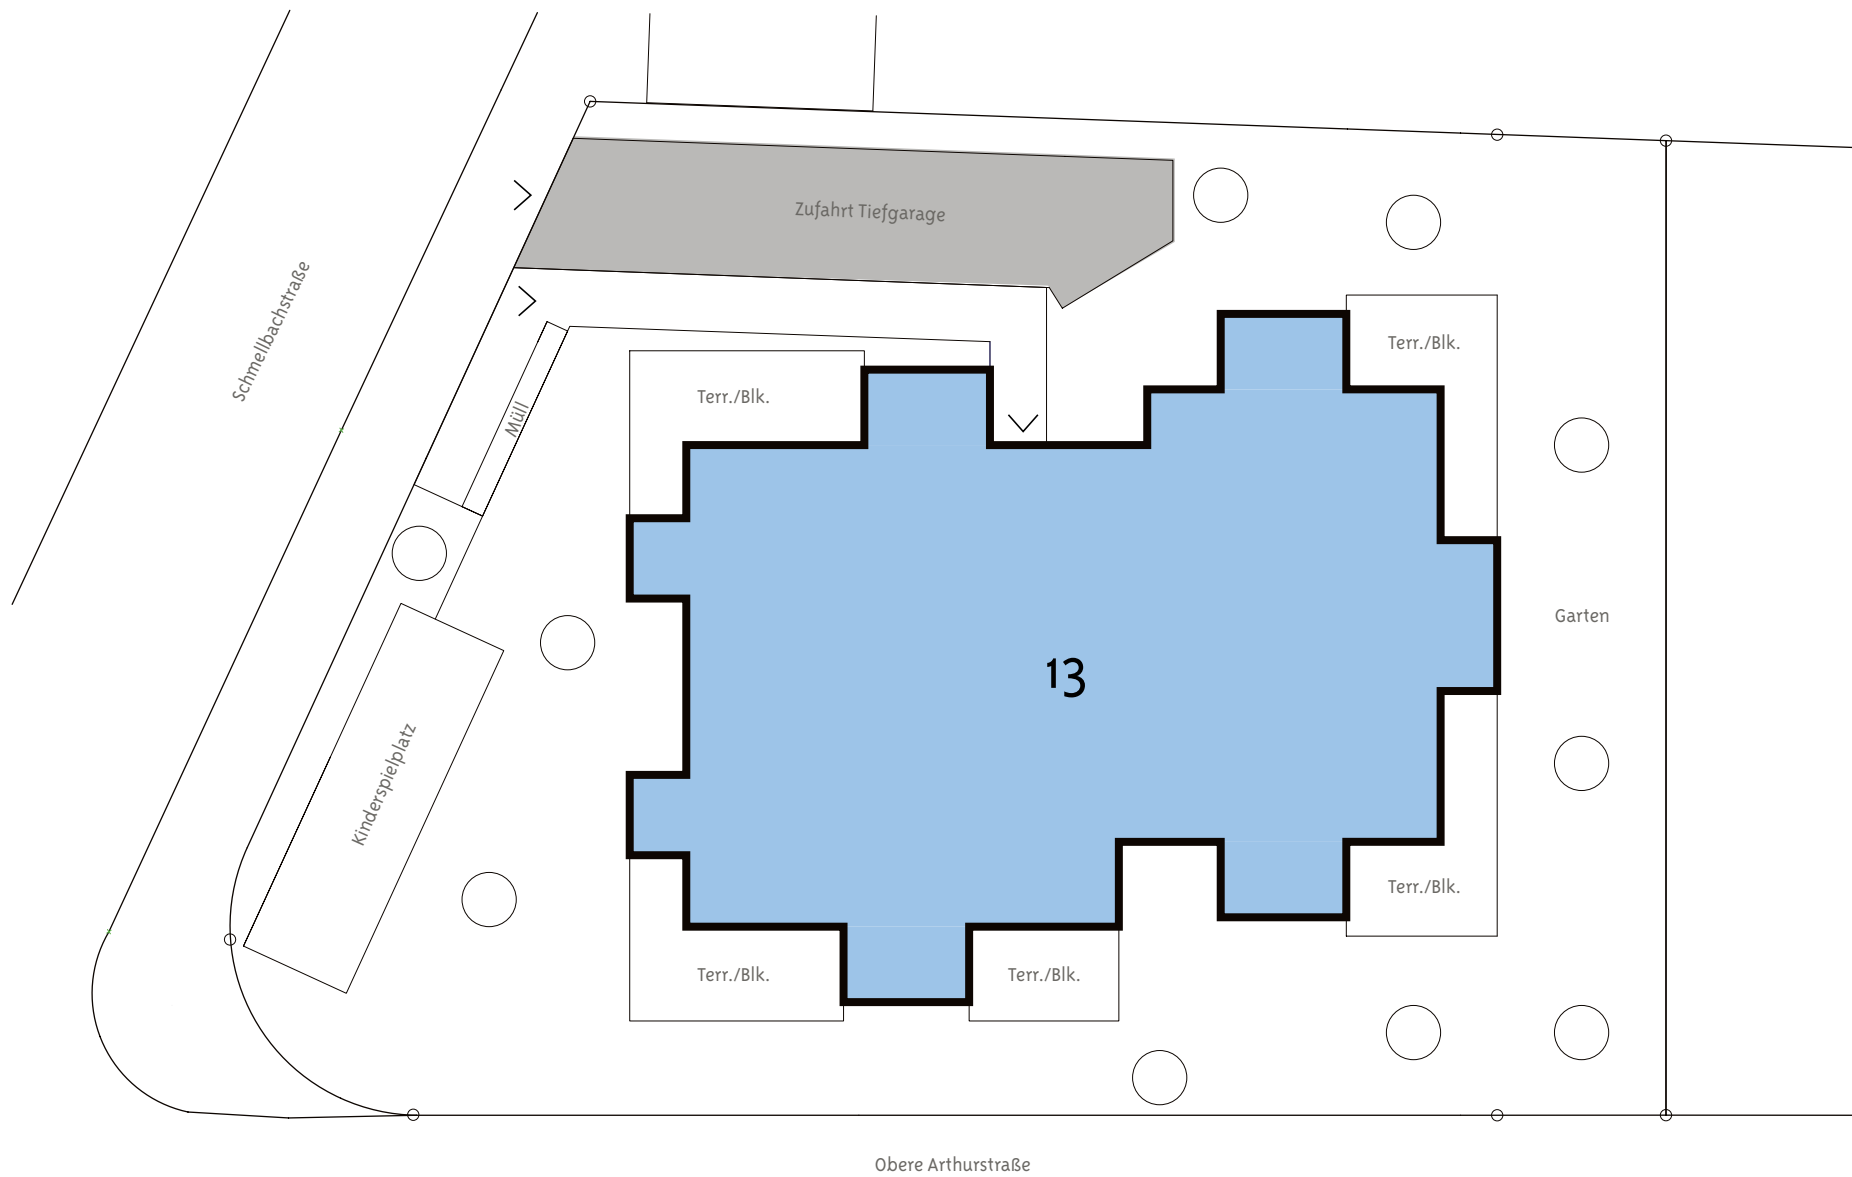 Zufahrt Tiefgarage
Schmellbachstraße
Terr./Blk.
Terr./Blk.
Müll
Garten
13
Kinderspielplatz
Terr./Blk.
Terr./Blk.
Terr./Blk.
Obere Arthurstraße